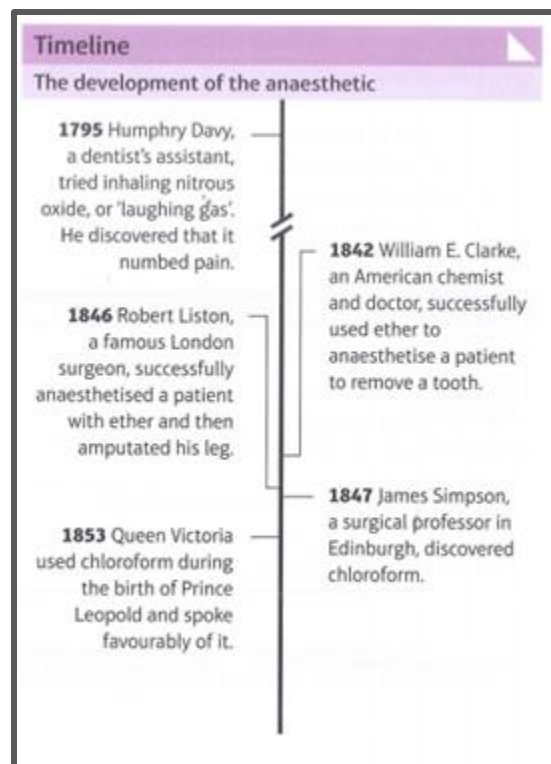 Timeline
The development of the anaesthetic
1795 Humphry Davy,
a dentist's assistant,
tried inhaling nitrous
oxide, or 'laughing gas'.
He discovered that it
numbed pain.
1842 William E. Clarke,
an American chemist
and doctor, successfully
used ether to
anaesthetise a patient
to remove a tooth.
1846 Robert Liston,
a famous London
surgeon, successfully
anaesthetised a patient
with ether and then
amputated his leg.
1847 James Simpson,
a surgical professor in
Edinburgh, discovered
chloroform.
1853 Queen Victoria
used chloroform during
the birth of Prince
Leopold and spoke
favourably of it.